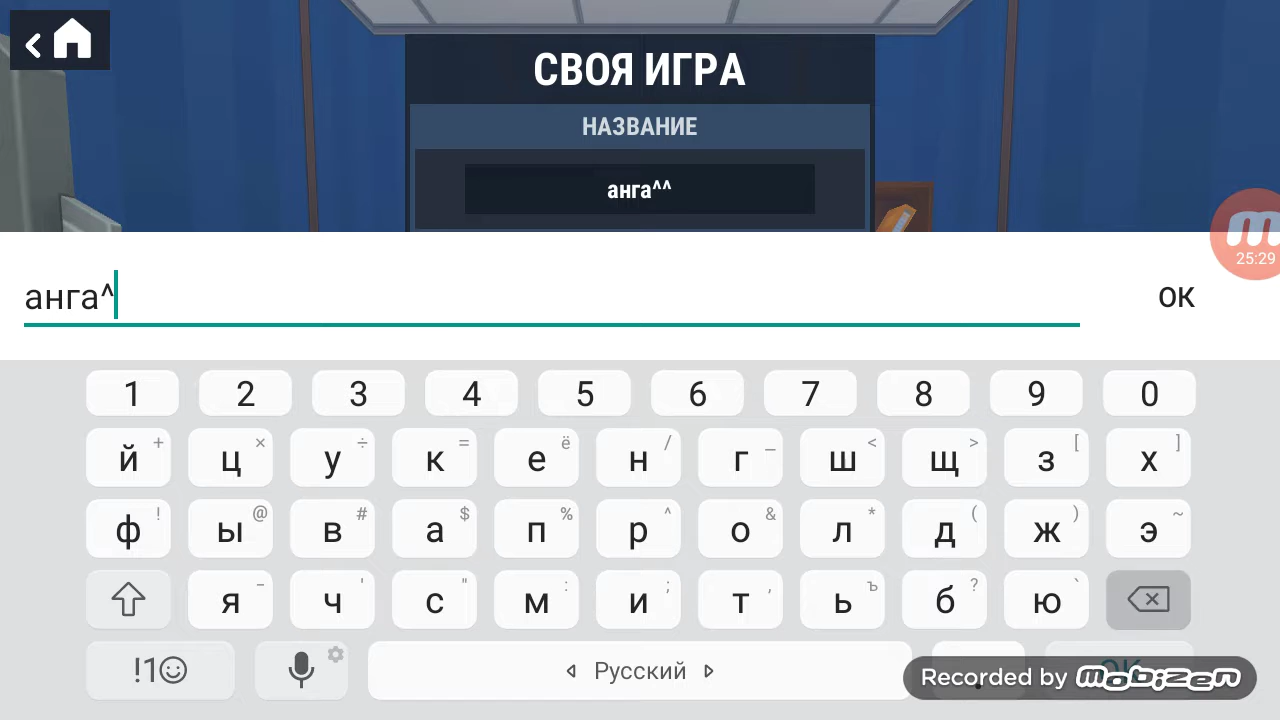 СВОЯ ИГРА
НАЗВАНИЕ
анга^^
25:29
анга^
ОК
1 2 3 4 5 6 7 8 9 0
й + ц × у ÷ к = е ё н / г _ ш < щ > з [ х ]
ф ! ы @ в # а $ п % р ^ о & л * д ( ж ) э ~
я - ч ' с " м : и ; т , ь ъ б ? ю `
!1☺ ◃ Русский ▹ . ОК
Recorded by mobizen